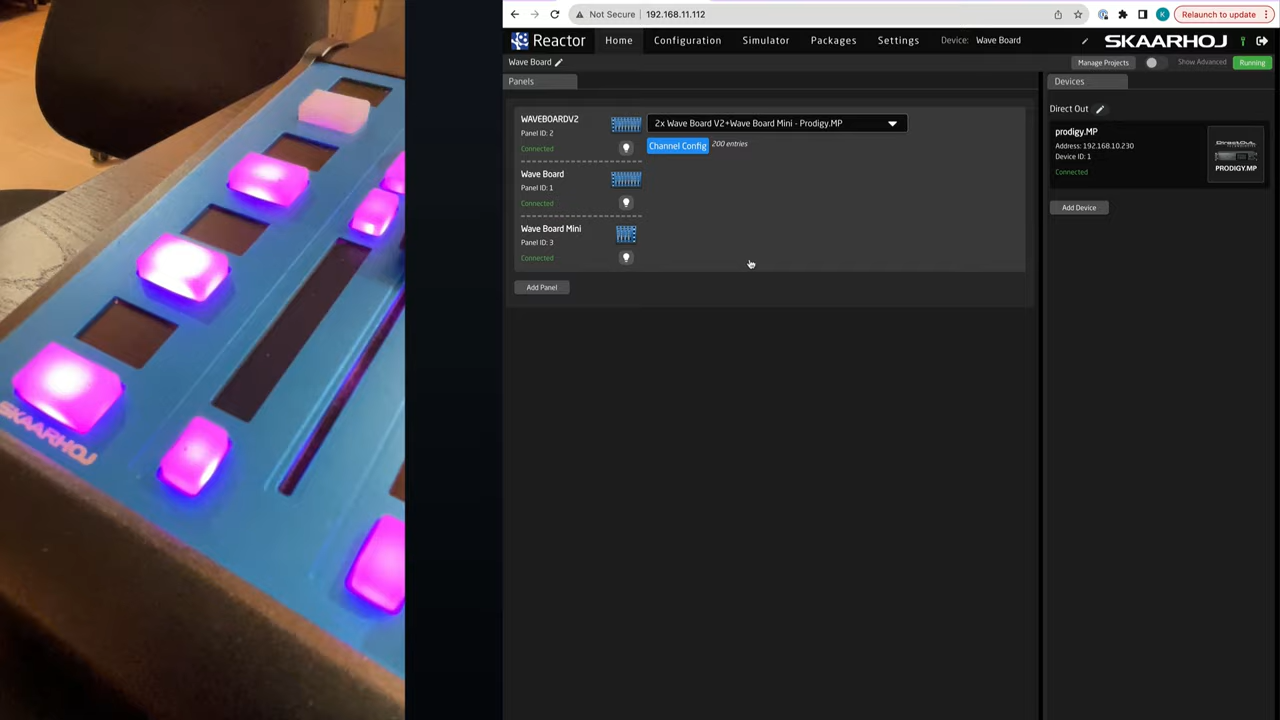 SKAARHOJ
Not Secure
192.168.11.112
Relaunch to update
K
Reactor
Home
Configuration
Simulator
Packages
Settings
Device: Wave Board
SKAARHOJ
Wave Board
Manage Projects
Show Advanced
Running
Panels
WAVEBOARDV2
Panel ID: 2
Connected
2x Wave Board V2+Wave Board Mini - Prodigy.MP
Channel Config
200 entries
Wave Board
Panel ID: 1
Connected
Wave Board Mini
Panel ID: 3
Connected
Add Panel
Devices
Direct Out
prodigy.MP
Address: 192.168.10.230
Device ID: 1
Connected
DirectOut
PRODIGY.MP
Add Device